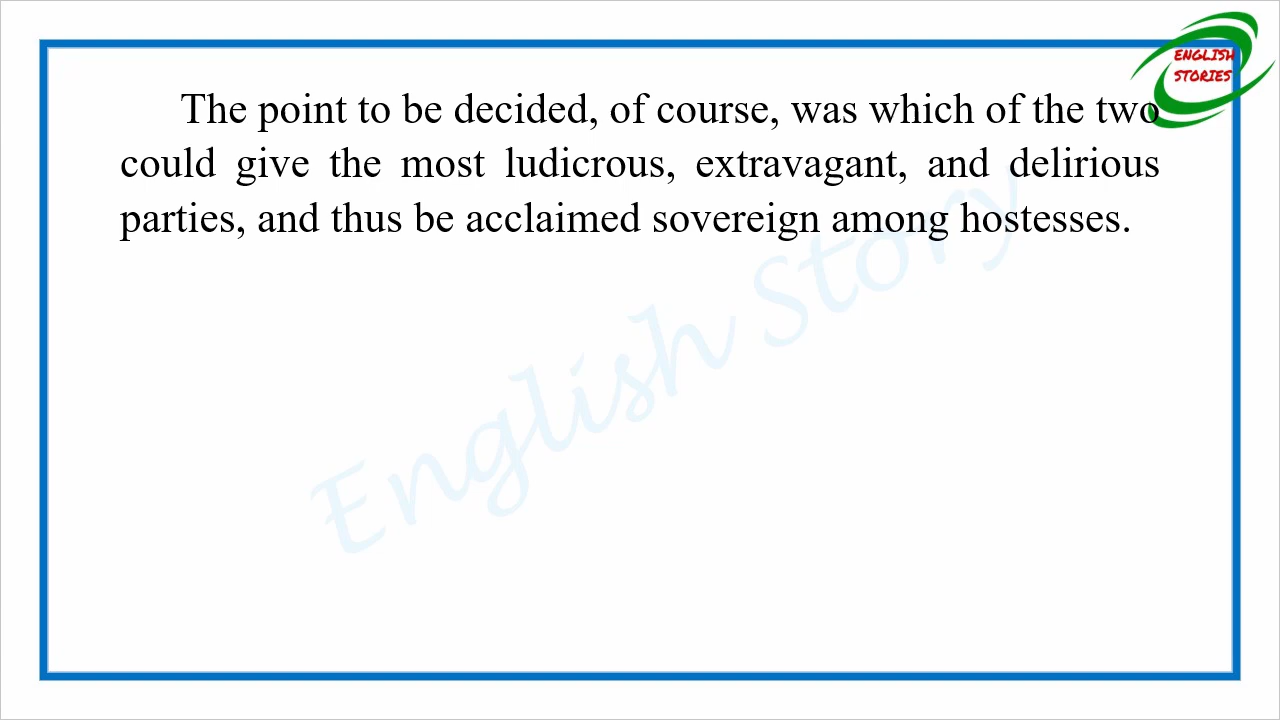 ENGLISH
STORIES
The point to be decided, of course, was which of the two
could give the most ludicrous, extravagant, and delirious
parties, and thus be acclaimed sovereign among hostesses.
English Story